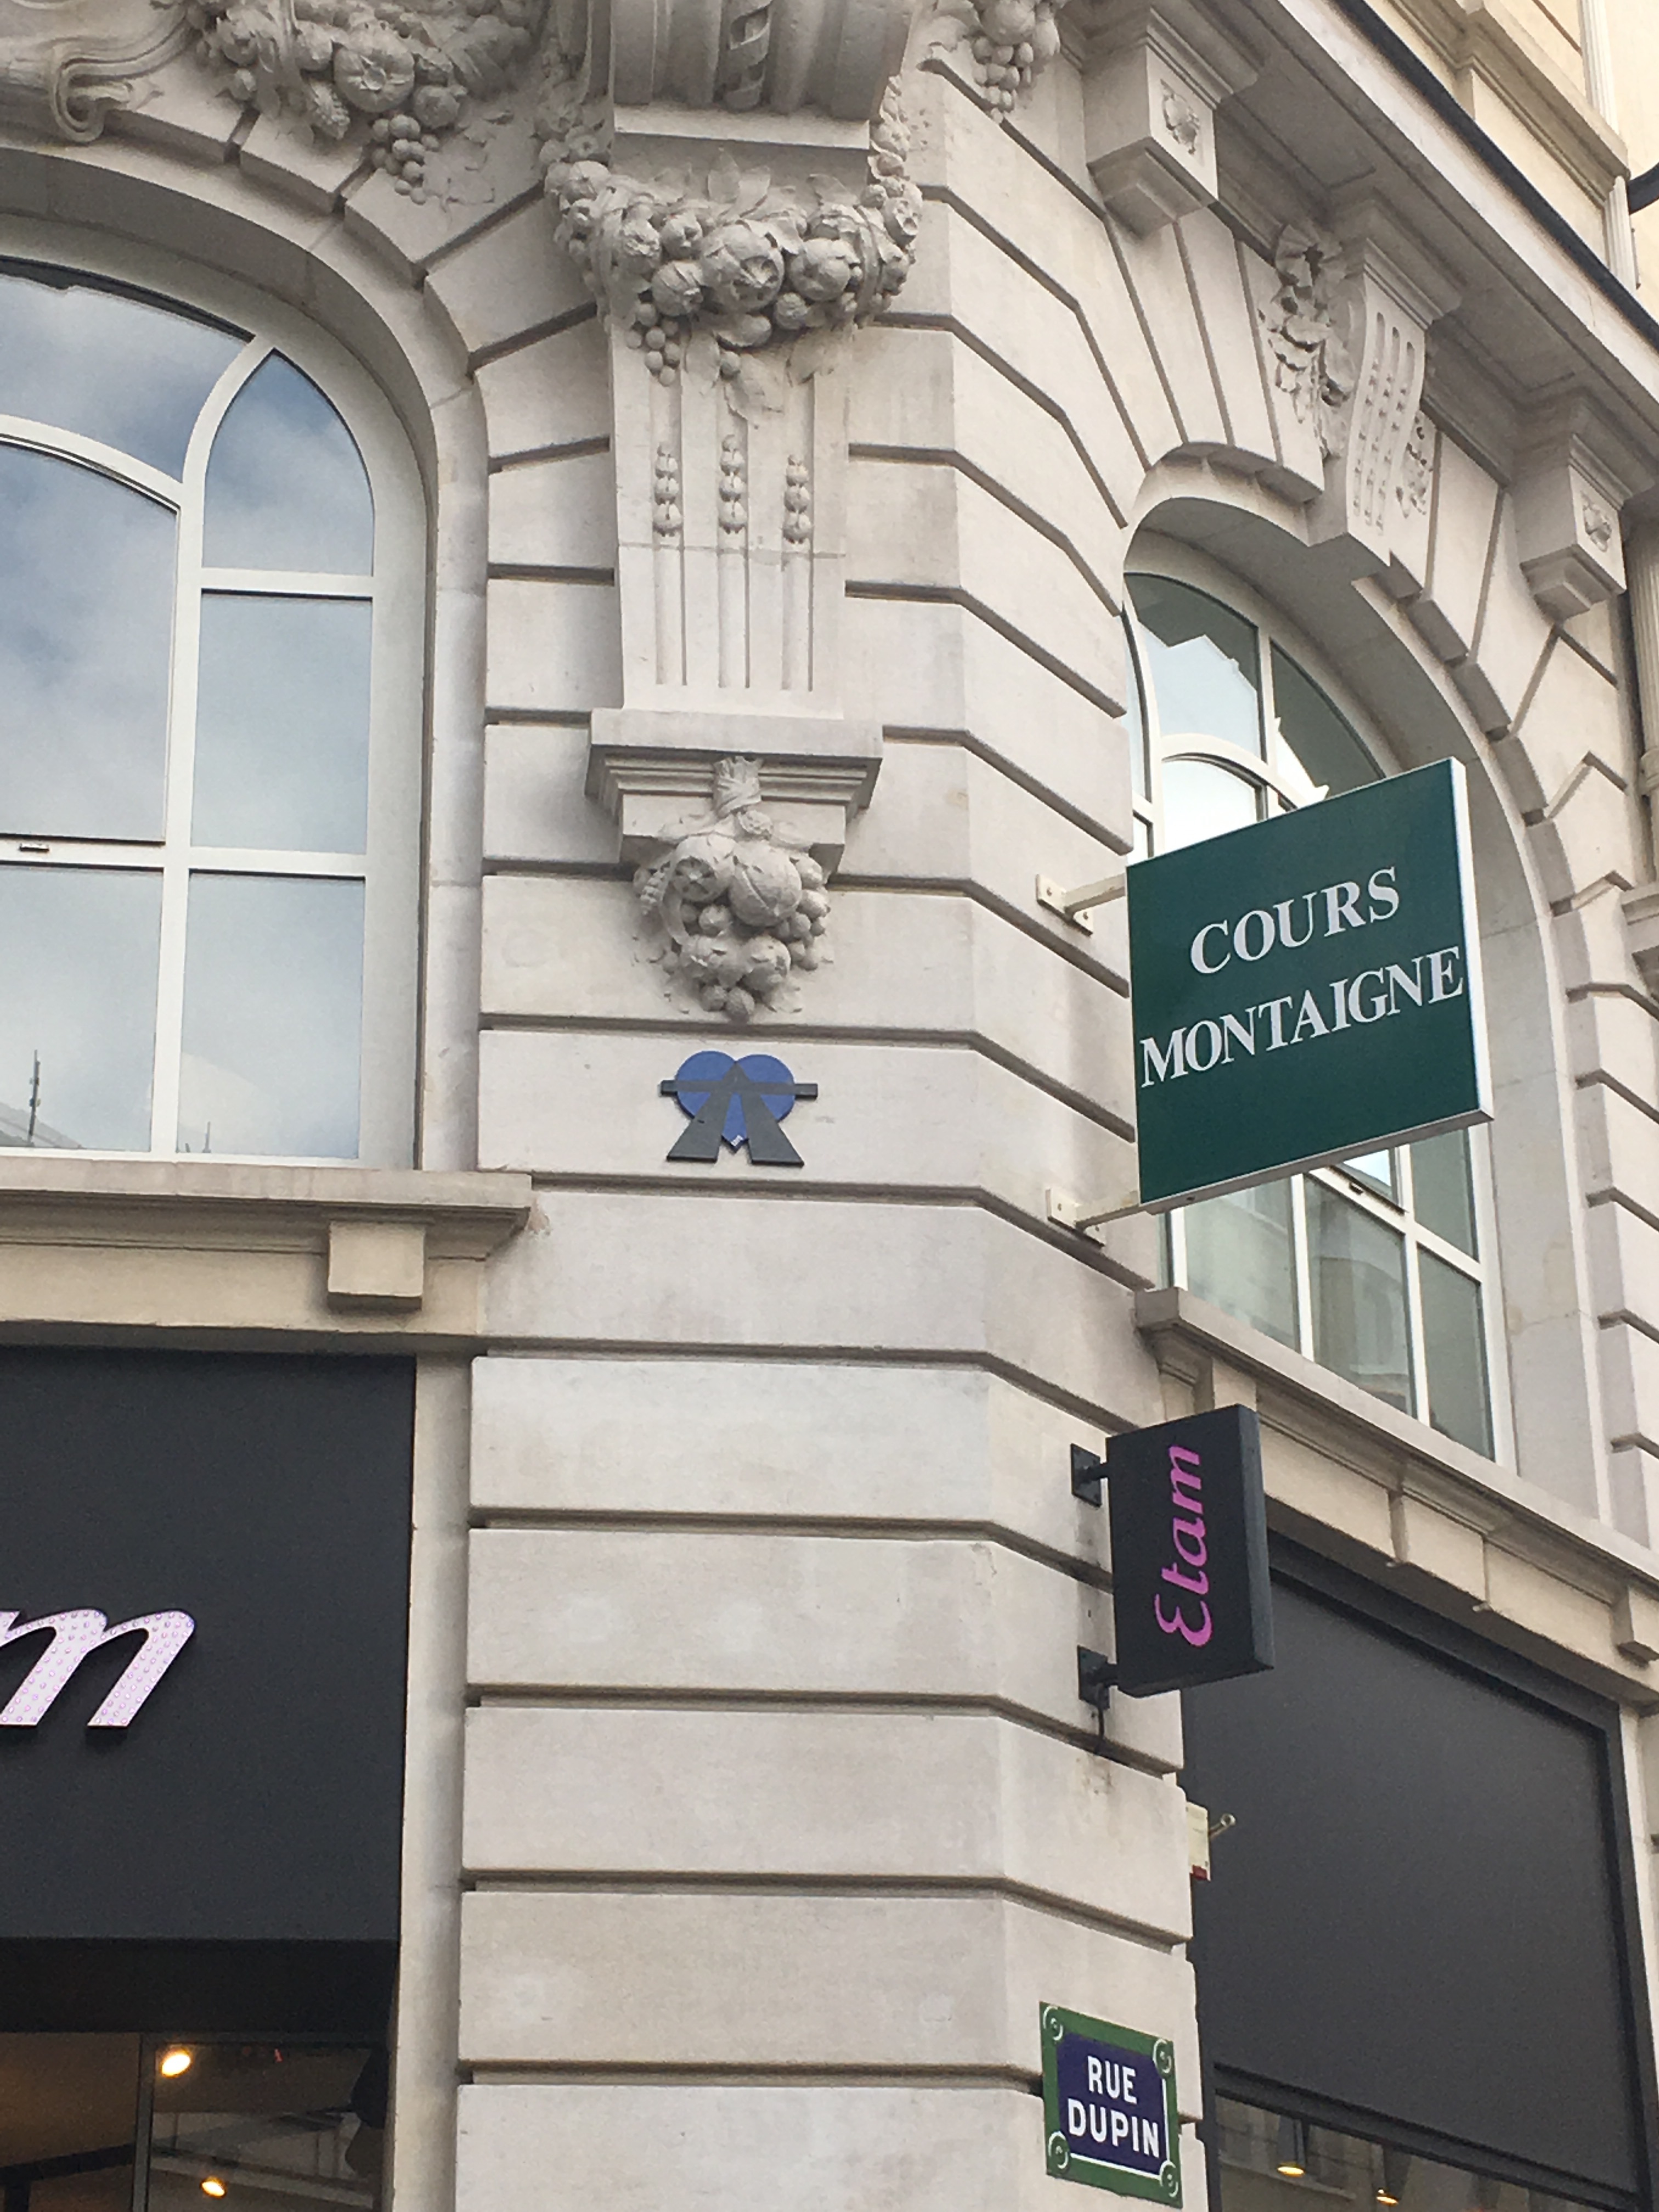 COURS
MONTAIGNE
Etam
m
RUE
DUPIN